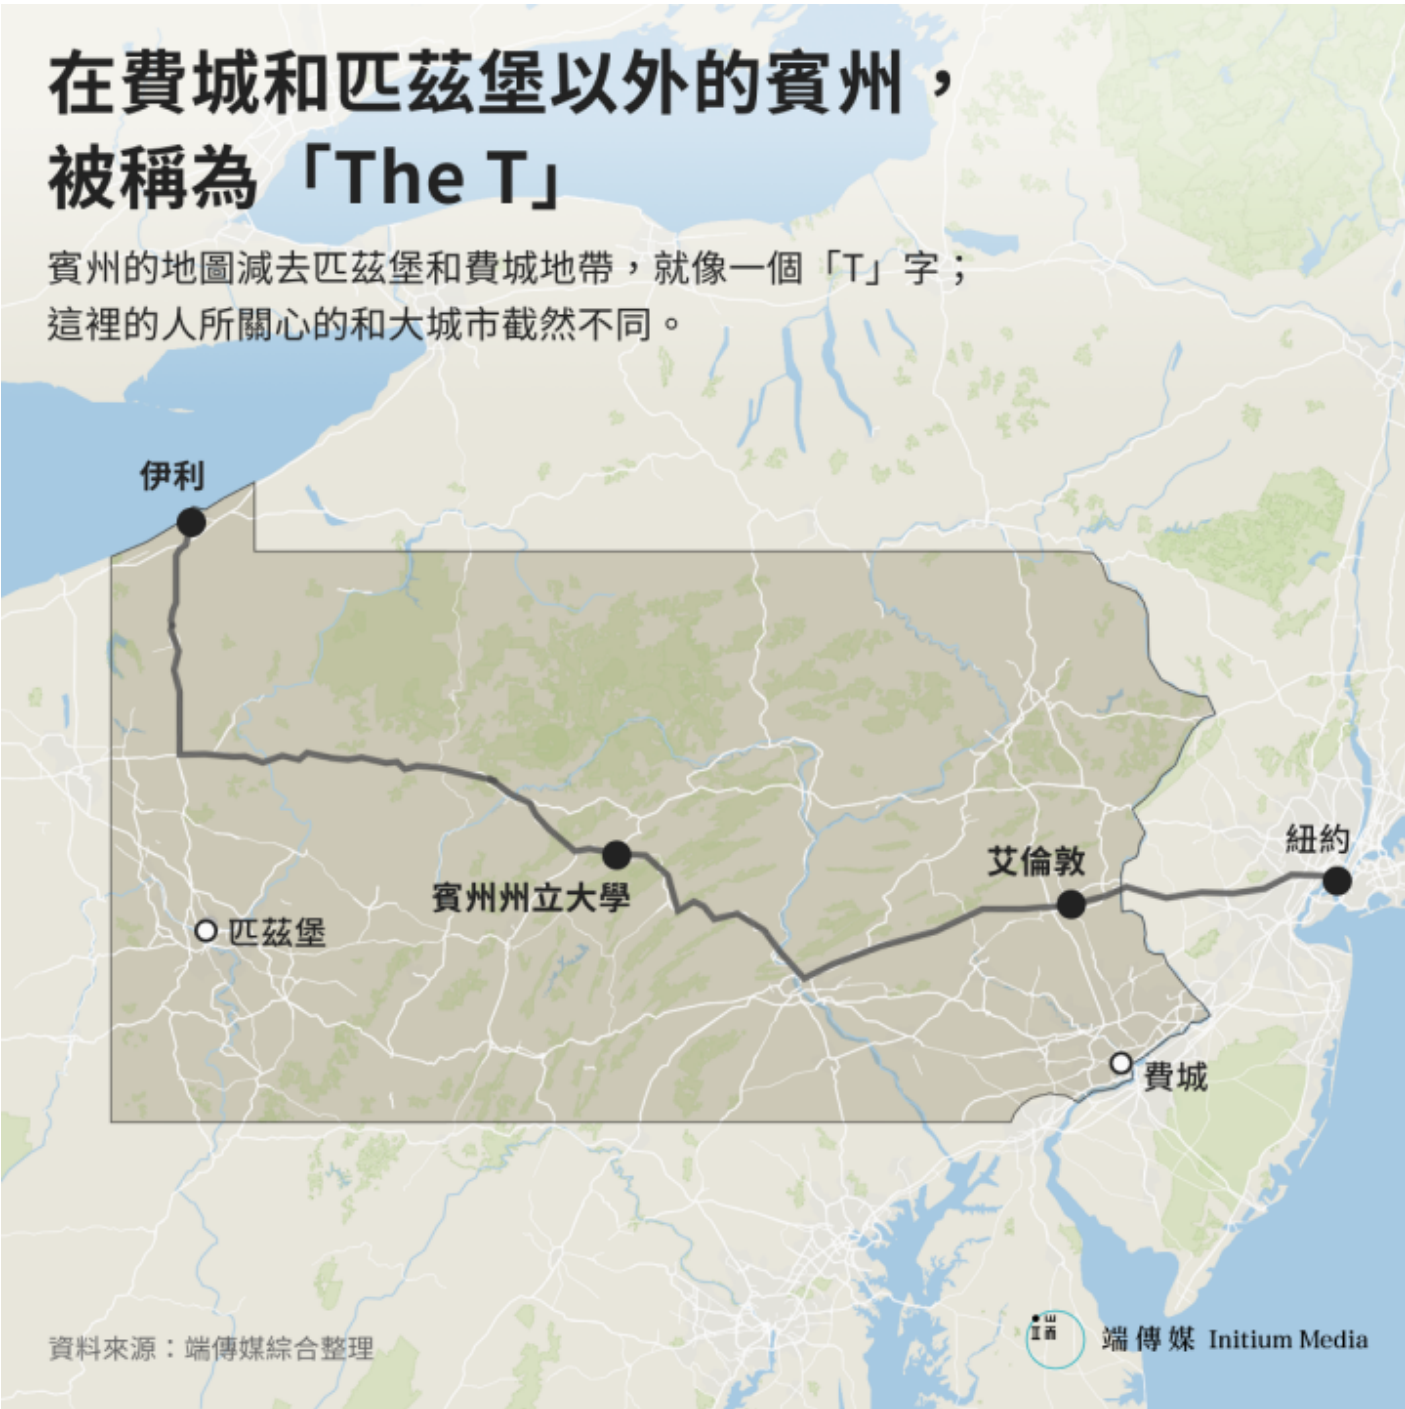 在費城和匹茲堡以外的賓州，
被稱為「The T」
賓州的地圖減去匹茲堡和費城地帶，就像一個「T」字；
這裡的人所關心的和大城市截然不同。
伊利
紐約
艾倫敦
賓州州立大學
匹茲堡
費城
資料來源：端傳媒綜合整理
端傳媒 Initium Media